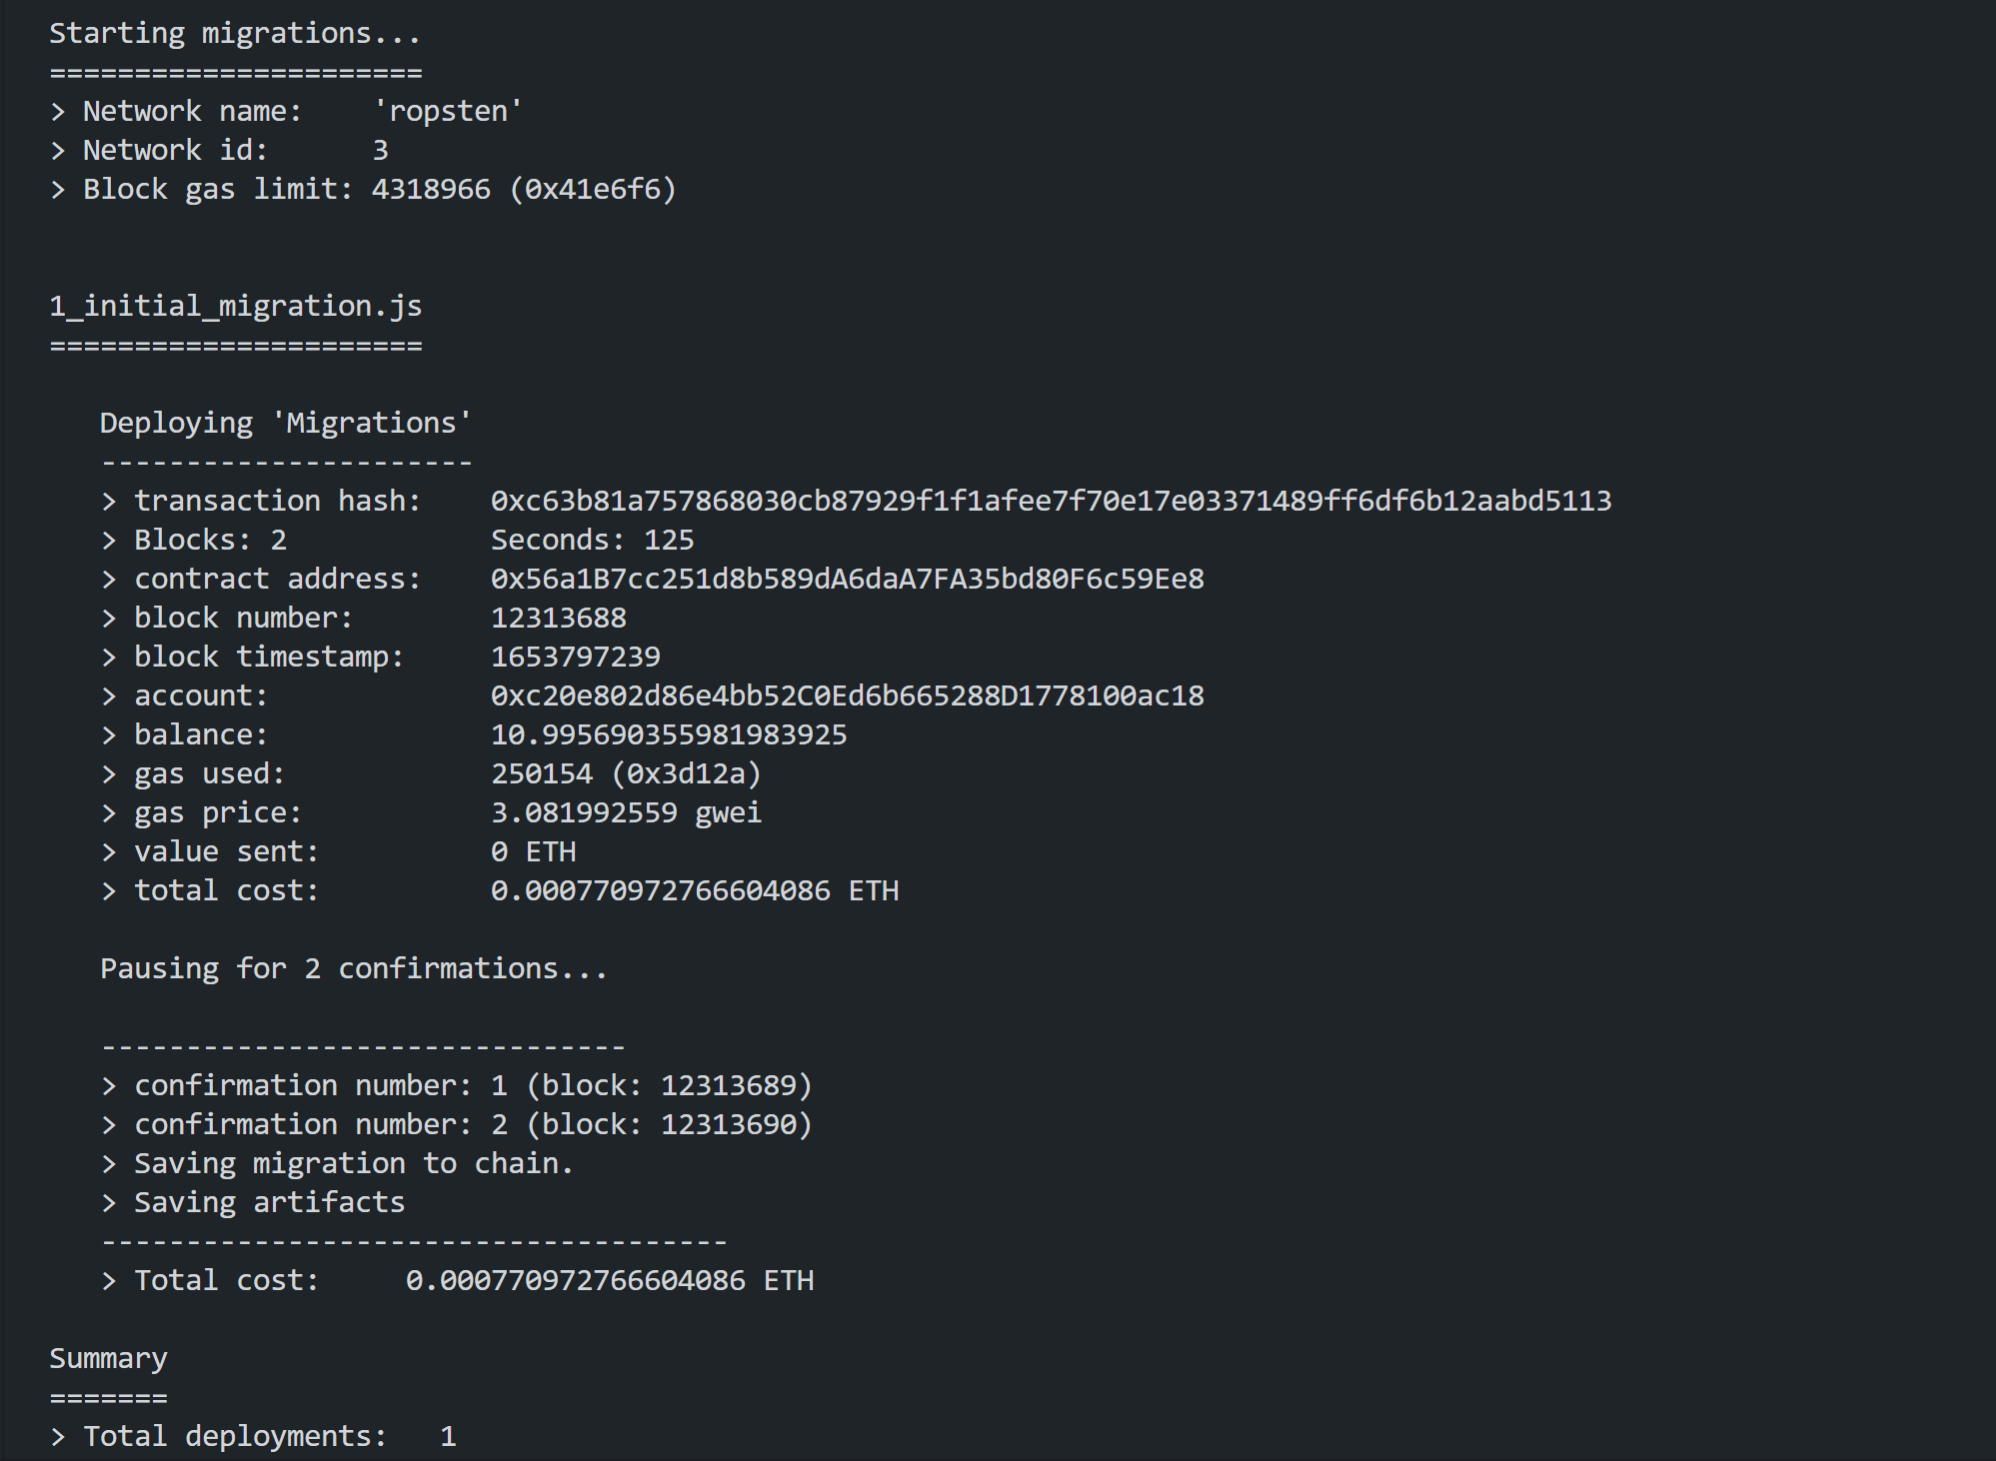 Starting migrations...
======================
> Network name:    'ropsten'
> Network id:      3
> Block gas limit: 4318966 (0x41e6f6)
1_initial_migration.js
======================
Deploying 'Migrations'
----------------------
> transaction hash:    0xc63b81a757868030cb87929f1f1afee7f70e17e03371489ff6df6b12aabd5113
> Blocks: 2            Seconds: 125
> contract address:    0x56a1B7cc251d8b589dA6daA7FA35bd80F6c59Ee8
> block number:        12313688
> block timestamp:     1653797239
> account:             0xc20e802d86e4bb52C0Ed6b665288D1778100ac18
> balance:             10.995690355981983925
> gas used:            250154 (0x3d12a)
> gas price:           3.081992559 gwei
> value sent:          0 ETH
> total cost:          0.000770972766604086 ETH
Pausing for 2 confirmations...
-------------------------------
> confirmation number: 1 (block: 12313689)
> confirmation number: 2 (block: 12313690)
> Saving migration to chain.
> Saving artifacts
-------------------------------------
> Total cost:     0.000770972766604086 ETH
Summary
=======
> Total deployments:   1